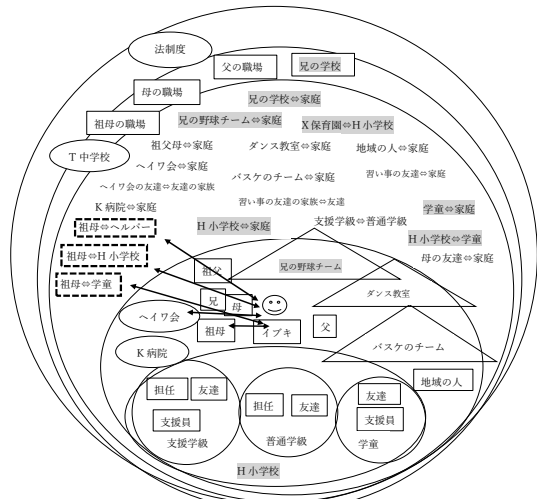 法制度
父の職場
兄の学校
母の職場
兄の学校⇔家庭
祖母の職場
兄の野球チーム⇔家庭
X保育園⇔H小学校
T中学校
祖父母⇔家庭
ダンス教室⇔家庭
地域の人⇔家庭
ヘイワ会⇔家庭
バスケのチーム⇔家庭
習い事の友達⇔家庭
ヘイワ会の友達⇔友達の家族
K病院⇔家庭
習い事の友達の家族⇔友達
学童⇔家庭
祖母⇔ヘルパー
H小学校⇔家庭
支援学級⇔普通学級
H小学校⇔学童
祖母⇔H小学校
母の友達⇔家庭
祖父
兄の野球チーム
祖母⇔学童
兄
母
ダンス教室
ヘイワ会
祖母
イブキ
父
K病院
バスケのチーム
地域の人
担任
友達
支援員
支援学級
担任
友達
普通学級
友達
支援員
学童
H小学校